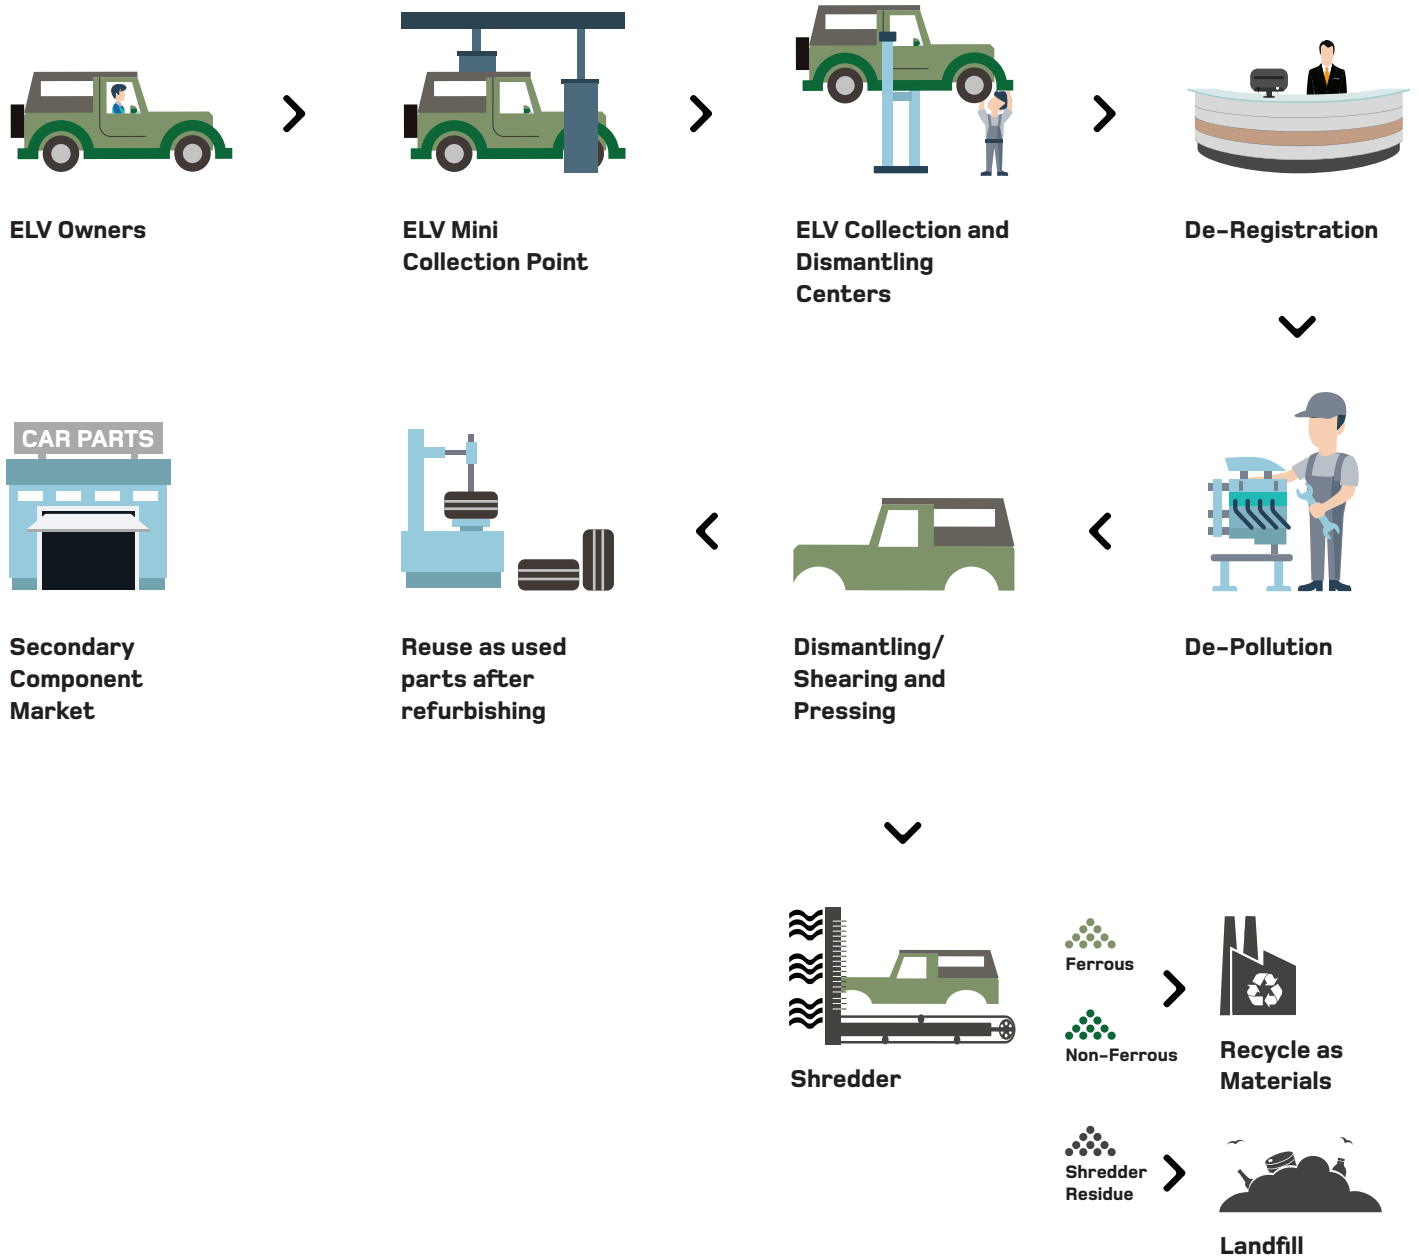 ELV Owners
ELV Mini
Collection Point
ELV Collection and
Dismantling
Centers
De-Registration
CAR PARTS
Secondary
Component
Market
Reuse as used
parts after
refurbishing
Dismantling/
Shearing and
Pressing
De-Pollution
Shredder
Ferrous
Non-Ferrous
Recycle as
Materials
Shredder
Residue
Landfill